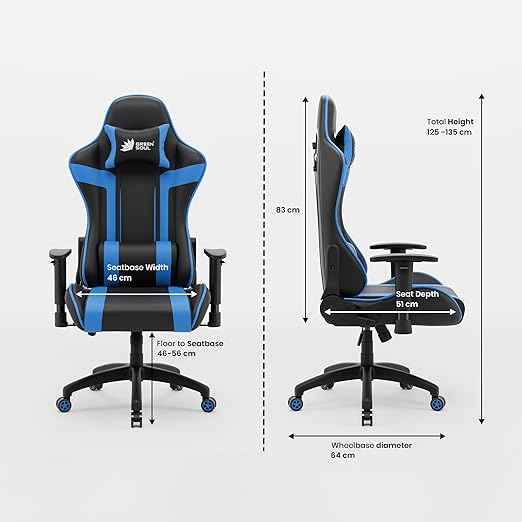 GREEN
SOUL
Seatbase Width
46 cm
Floor to Seatbase
46-56 cm
83 cm
Total Height
125 -135 cm
Seat Depth
51 cm
Wheelbase diameter
64 cm